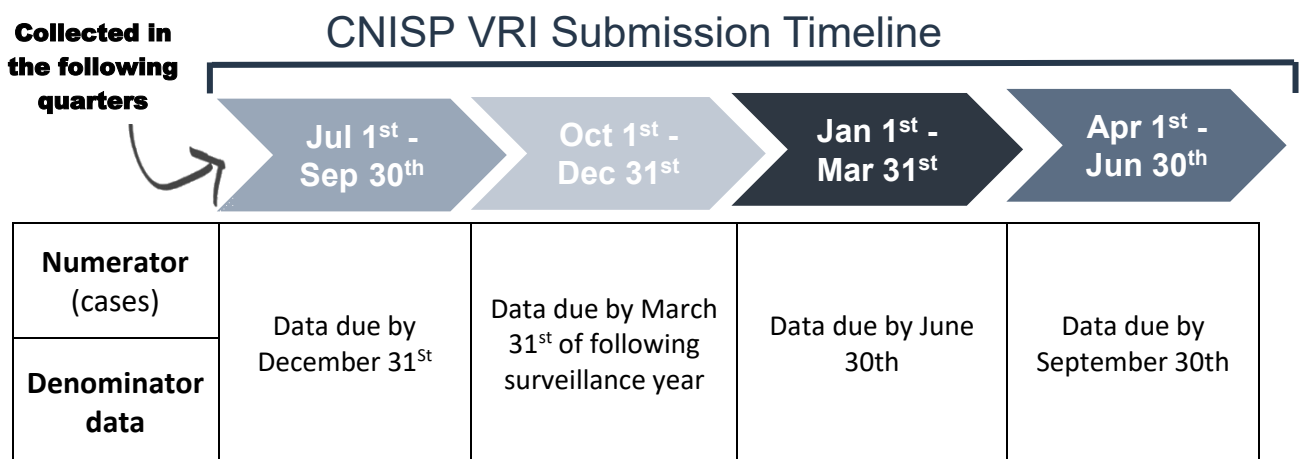 CNISP VRI Submission Timeline
Collected in
the following
quarters
Jul 1st -
Sep 30th
Oct 1st -
Dec 31st
Jan 1st -
Mar 31st
Apr 1st -
Jun 30th
Numerator
(cases)
Denominator
data
Data due by
December 31St
Data due by March
31st of following
surveillance year
Data due by June
30th
Data due by
September 30th